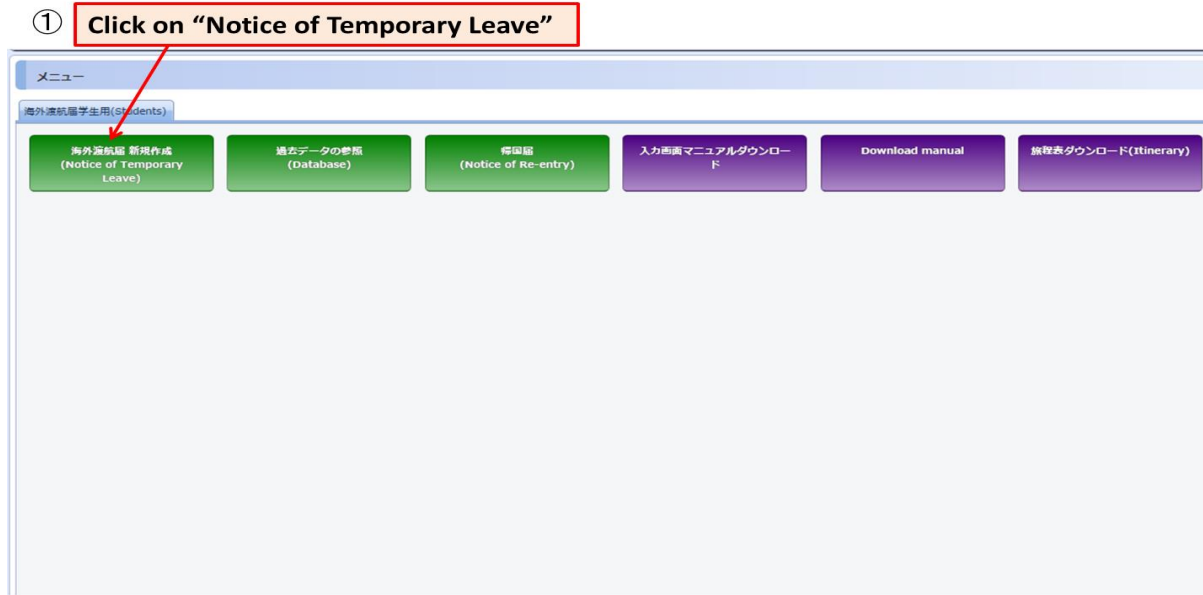 ① Click on “Notice of Temporary Leave”
メニュー
海外渡航届学生用(Students)
海外渡航届 新規作成
(Notice of Temporary
Leave)
過去データの参照
(Database)
帰国届
(Notice of Re-entry)
入力画面マニュアルダウンロー
ド
Download manual
旅程表ダウンロード(Itinerary)